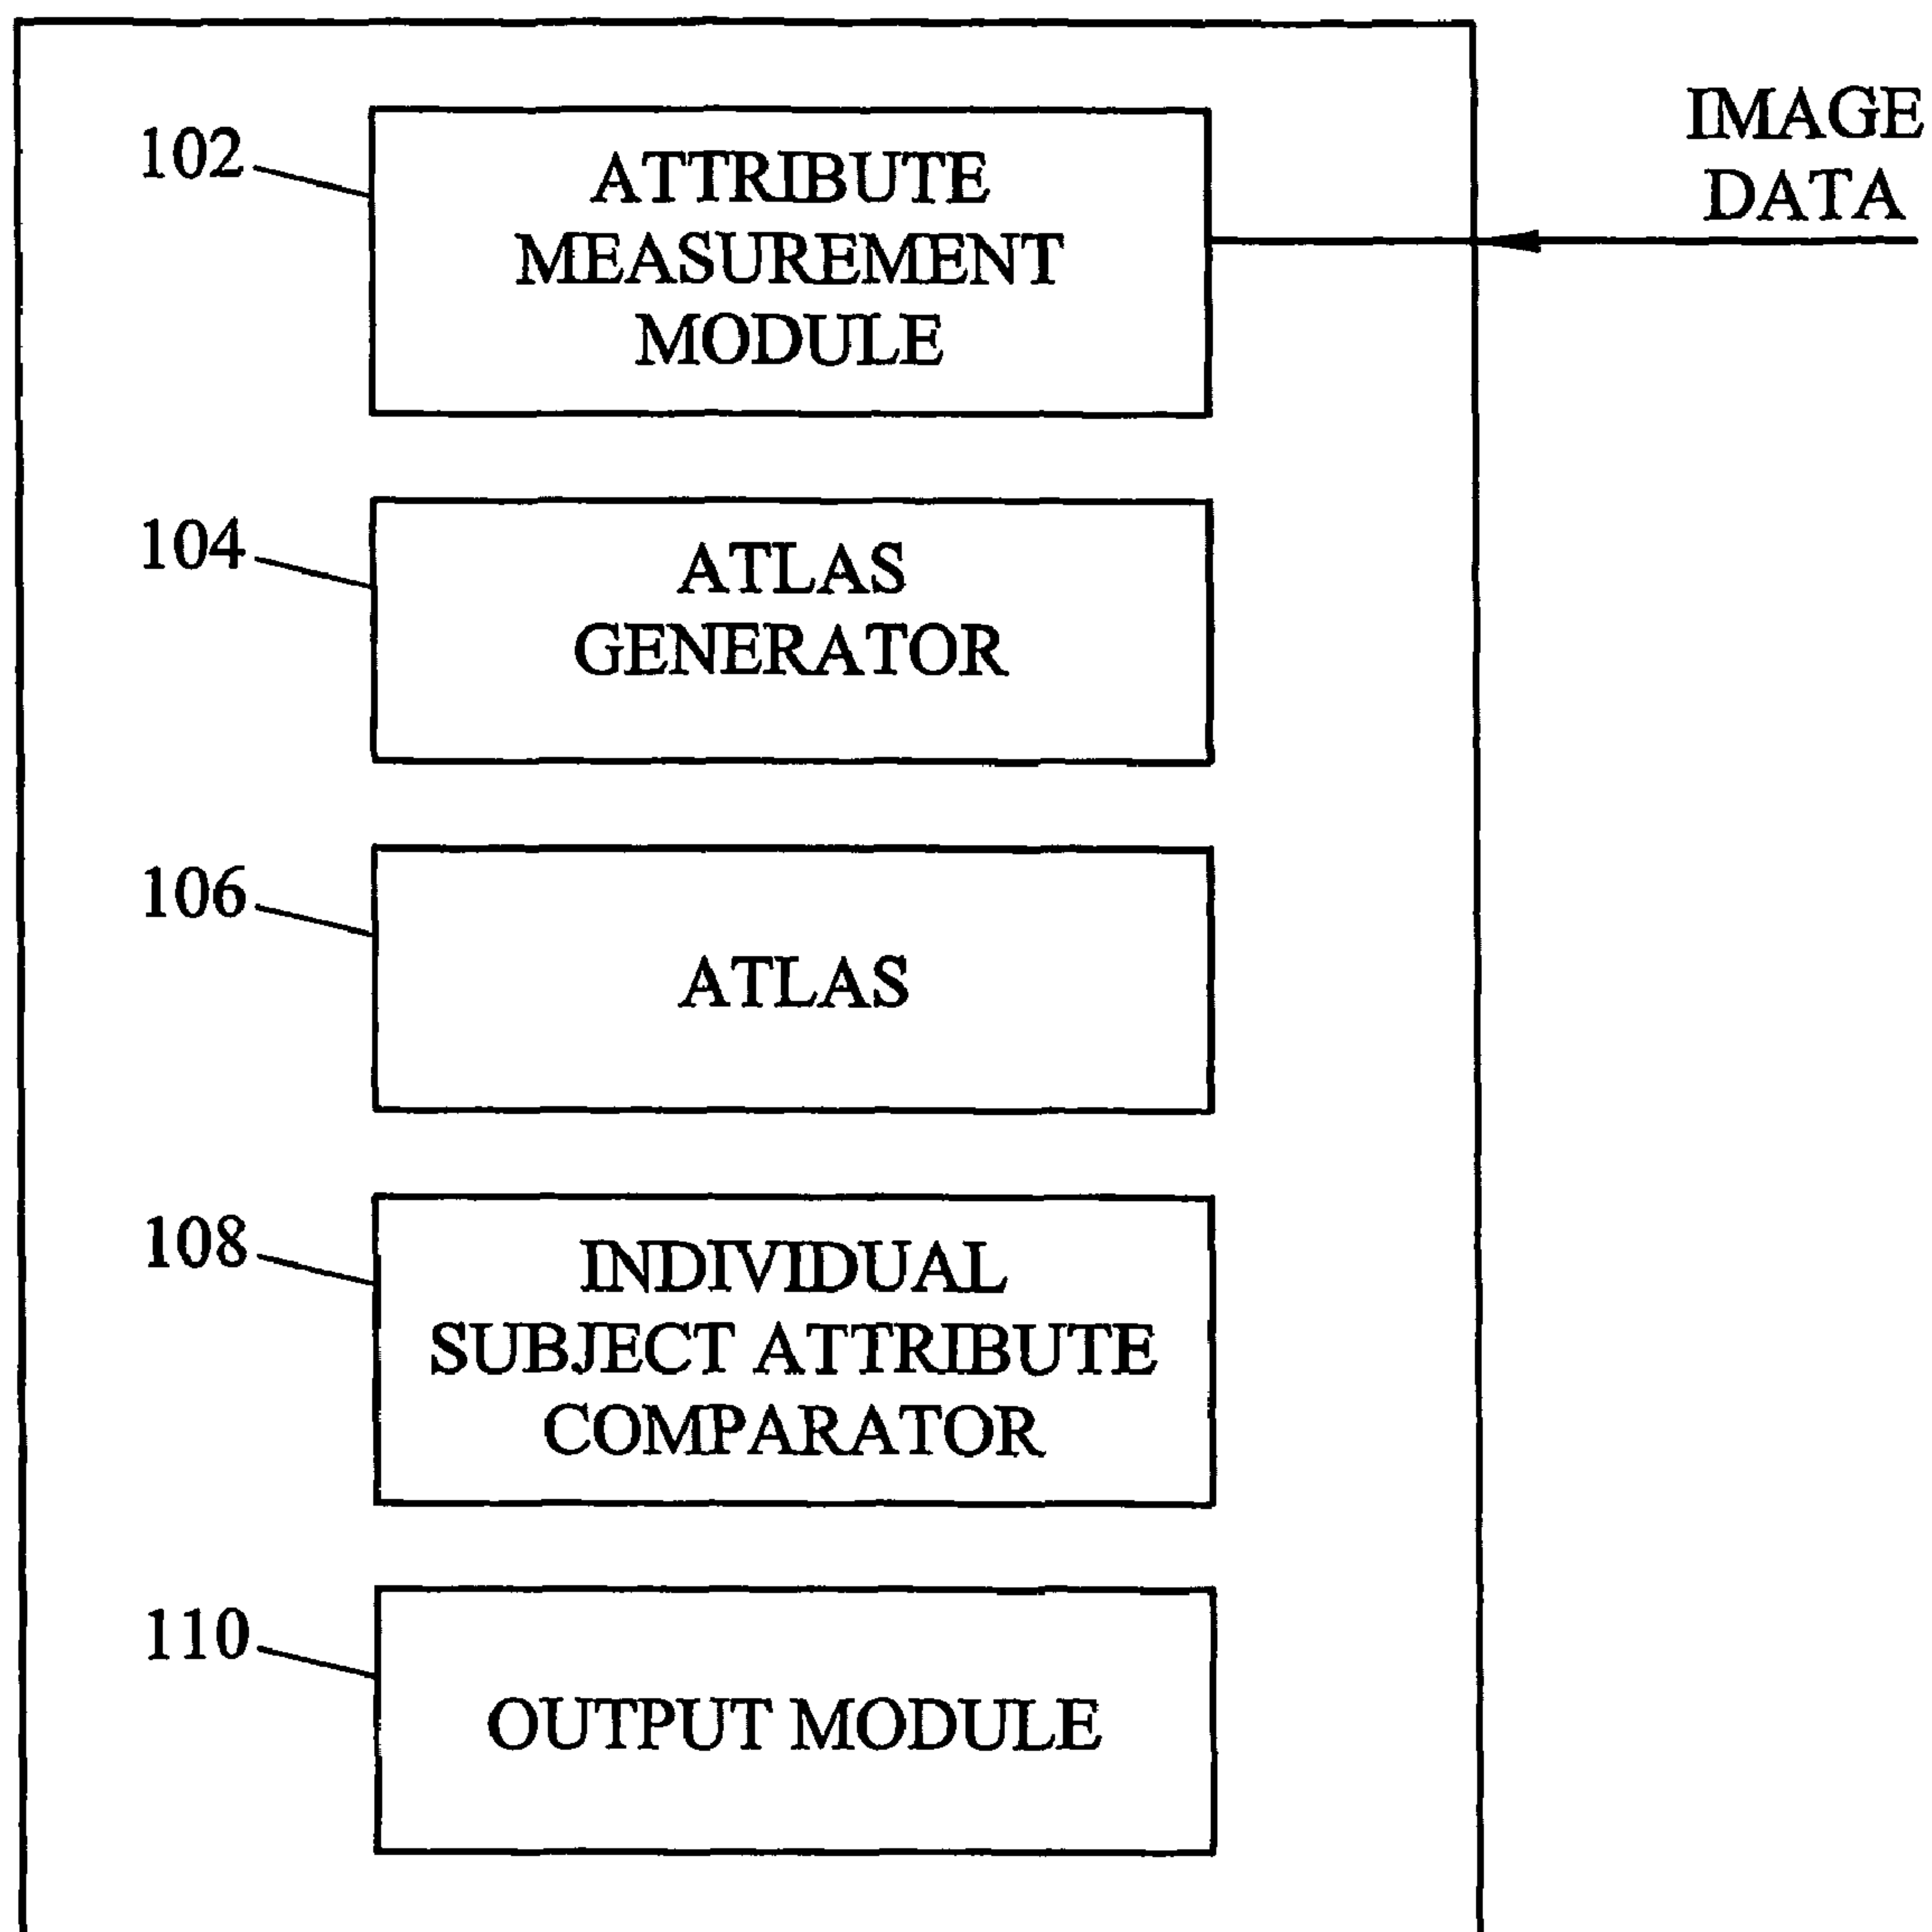 IMAGE
DATA
102
ATTRIBUTE
MEASUREMENT
MODULE
104
ATLAS
GENERATOR
106
ATLAS
108
INDIVIDUAL
SUBJECT ATTRIBUTE
COMPARATOR
110
OUTPUT MODULE